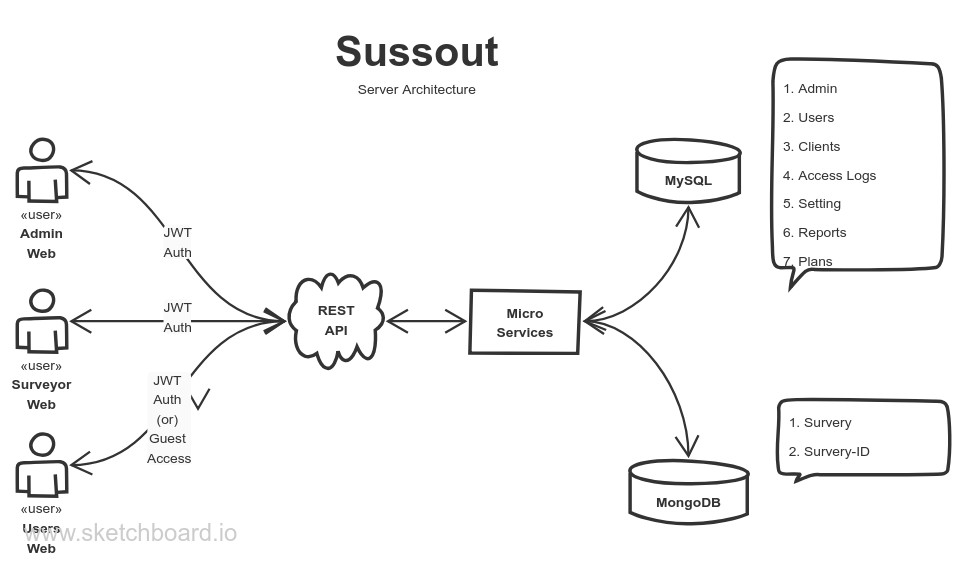 Sussout
Server Architecture
«user»
Admin
Web
JWT
Auth
«user»
Surveyor
Web
JWT
Auth
«user»
Users
Web
JWT
Auth
(or)
Guest
Access
REST
API
Micro
Services
MySQL
1. Admin
2. Users
3. Clients
4. Access Logs
5. Setting
6. Reports
7. Plans
MongoDB
1. Survery
2. Survery-ID
www.sketchboard.io